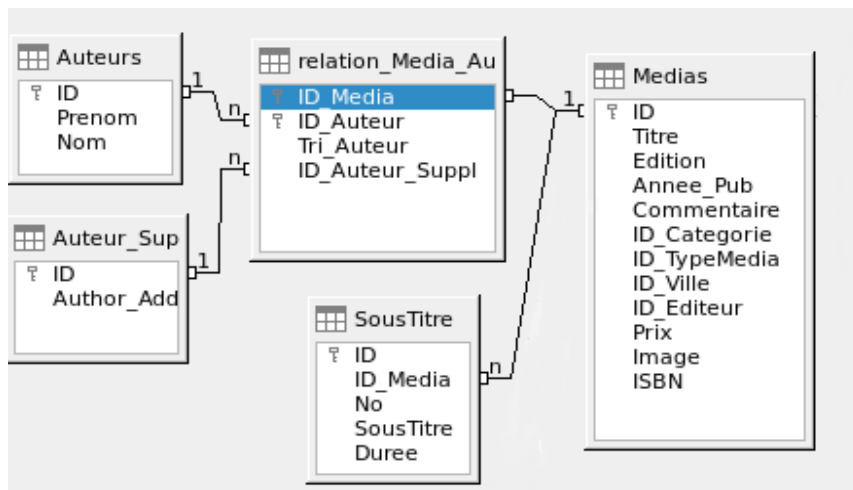 Auteurs
ID
Prenom
Nom
1
n
relation_Media_Au
ID_Media
ID_Auteur
Tri_Auteur
ID_Auteur_Suppl
n
1
Auteur_Sup
ID
Author_Add
1
Medias
ID
Titre
Edition
Annee_Pub
Commentaire
ID_Categorie
ID_TypeMedia
ID_Ville
ID_Editeur
Prix
Image
ISBN
SousTitre
ID
ID_Media
No
SousTitre
Duree
n